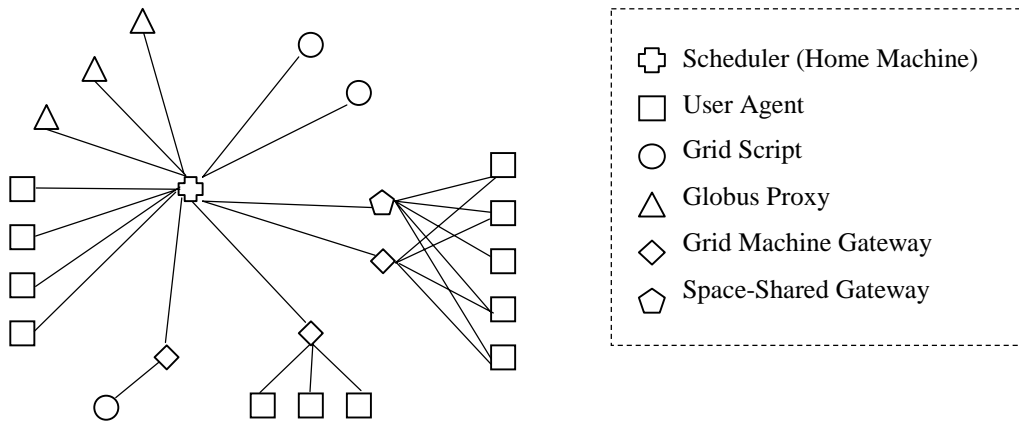 Scheduler (Home Machine)
User Agent
Grid Script
Globus Proxy
Grid Machine Gateway
Space-Shared Gateway